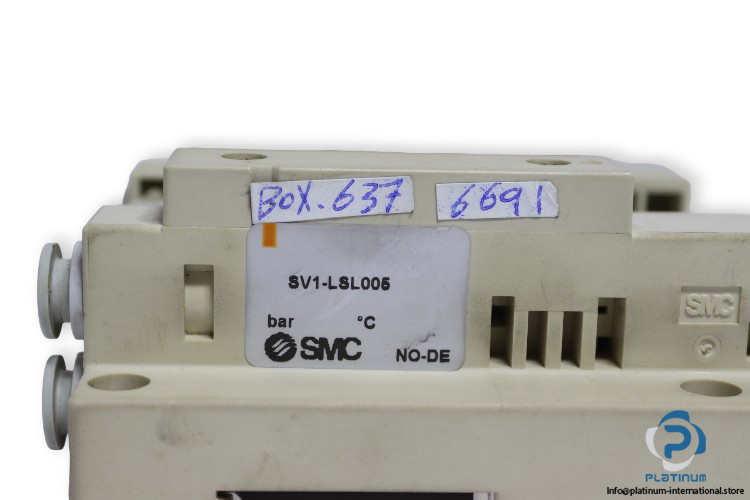 BOX.637 6691
SV1-LSL005
bar °C
SMC NO-DE
SMC
PLATINUM
Info@platinum-international.store